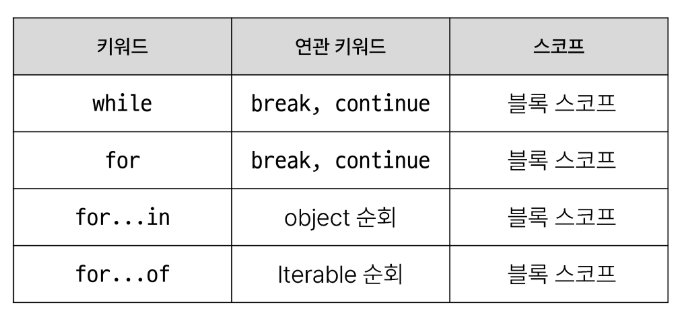 키워드 연관 키워드 스코프
while break, continue 블록 스코프
for break, continue 블록 스코프
for...in object 순회 블록 스코프
for...of Iterable 순회 블록 스코프